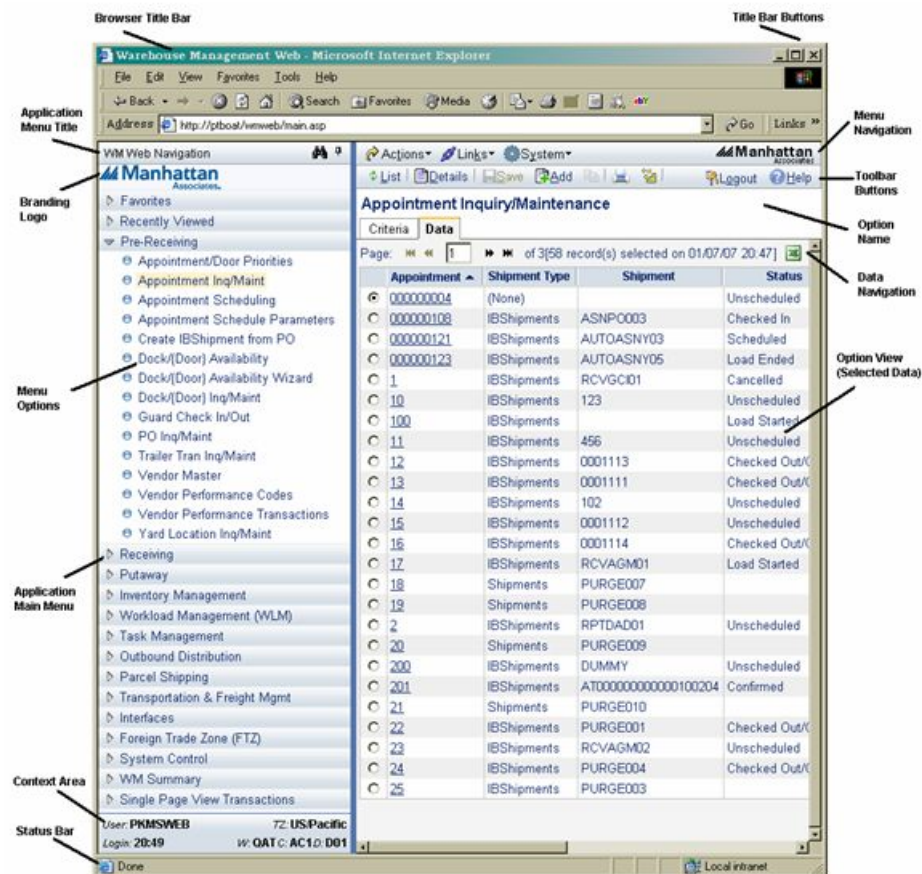 Browser Title Bar
Title Bar Buttons
Warehouse Management Web - Microsoft Internet Explorer
File Edit View Favorites Tools Help
Back Search Favorites Media
Address http://ptboat/wmweb/main.asp Go Links »
Application Menu Title
Menu Navigation
WM Web Navigation
Actions Links System Manhattan Associates
Manhattan Associates.
List Details Save Add Logout Help
Branding Logo
Toolbar Buttons
Favorites
Recently Viewed
Pre-Receiving
Appointment/Door Priorities
Appointment Inq/Maint
Appointment Scheduling
Appointment Schedule Parameters
Create IBShipment from PO
Dock/(Door) Availability
Dock/(Door) Availability Wizard
Dock/(Door) Inq/Maint
Guard Check In/Out
PO Inq/Maint
Trailer Tran Inq/Maint
Vendor Master
Vendor Performance Codes
Vendor Performance Transactions
Yard Location Inq/Maint
Menu Options
Receiving
Putaway
Inventory Management
Workload Management (WLM)
Task Management
Outbound Distribution
Parcel Shipping
Transportation & Freight Mgmt
Interfaces
Foreign Trade Zone (FTZ)
System Control
WM Summary
Single Page View Transactions
Application Main Menu
Context Area
User: PKMSWEB TZ: US/Pacific
Login: 20:49 W: QAT C: AC1 D: D01
Status Bar
Done
Local intranet
Appointment Inquiry/Maintenance
Option Name
Criteria Data
Page: 1 of 3[58 record(s) selected on 01/07/07 20:47]
Data Navigation
Appointment Shipment Type Shipment Status
000000004 (None) Unscheduled
000000108 IBShipments ASNPO003 Checked In
000000121 IBShipments AUTOASNY03 Scheduled
000000123 IBShipments AUTOASNY05 Load Ended
1 IBShipments RCVGCI01 Cancelled
10 IBShipments 123 Unscheduled
100 IBShipments Load Started
11 IBShipments 456 Unscheduled
12 IBShipments 0001113 Checked Out/
13 IBShipments 0001111 Checked Out/
14 IBShipments 102 Unscheduled
15 IBShipments 0001112 Unscheduled
16 IBShipments 0001114 Checked Out/
17 IBShipments RCVAGM01 Load Started
18 Shipments PURGE007
19 Shipments PURGE008
2 IBShipments RPTDAD01 Unscheduled
20 Shipments PURGE009
200 IBShipments DUMMY Unscheduled
201 IBShipments AT000000000000100204 Confirmed
21 Shipments PURGE010
22 IBShipments PURGE001 Checked Out/
23 IBShipments RCVAGM02 Unscheduled
24 IBShipments PURGE004 Checked Out/
25 IBShipments PURGE003
Option View (Selected Data)